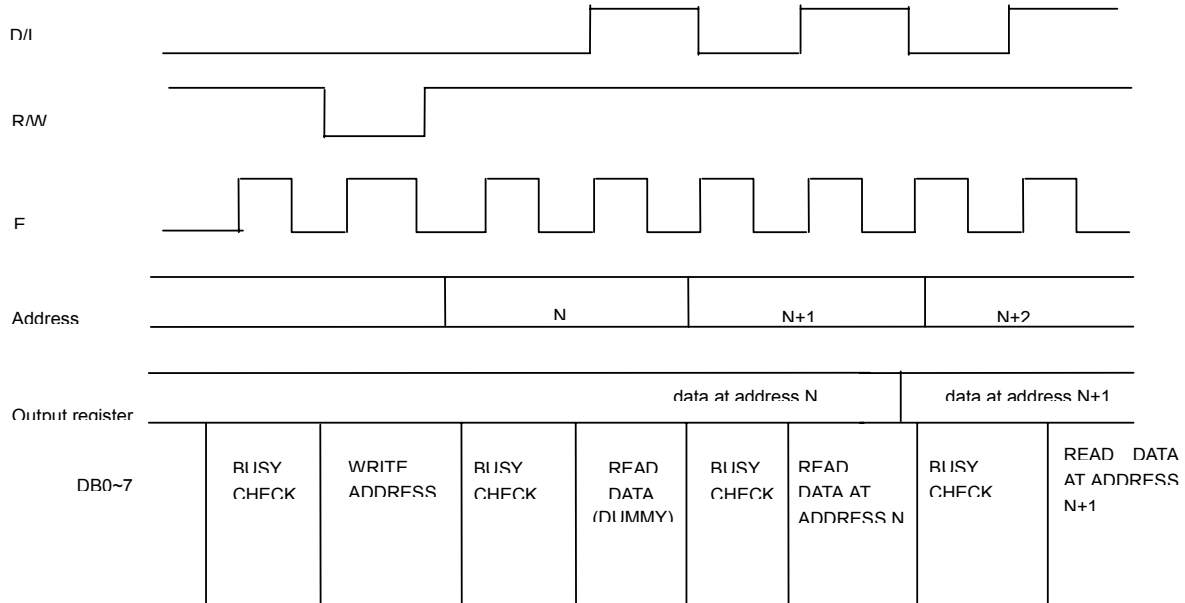 D/I
R/W
E
Address
N
N+1
N+2
Output register
data at address N
data at address N+1
DB0~7
BUSY
CHECK
WRITE
ADDRESS
BUSY
CHECK
READ
DATA
(DUMMY)
BUSY
CHECK
READ
DATA AT
ADDRESS N
BUSY
CHECK
READ DATA
AT ADDRESS
N+1